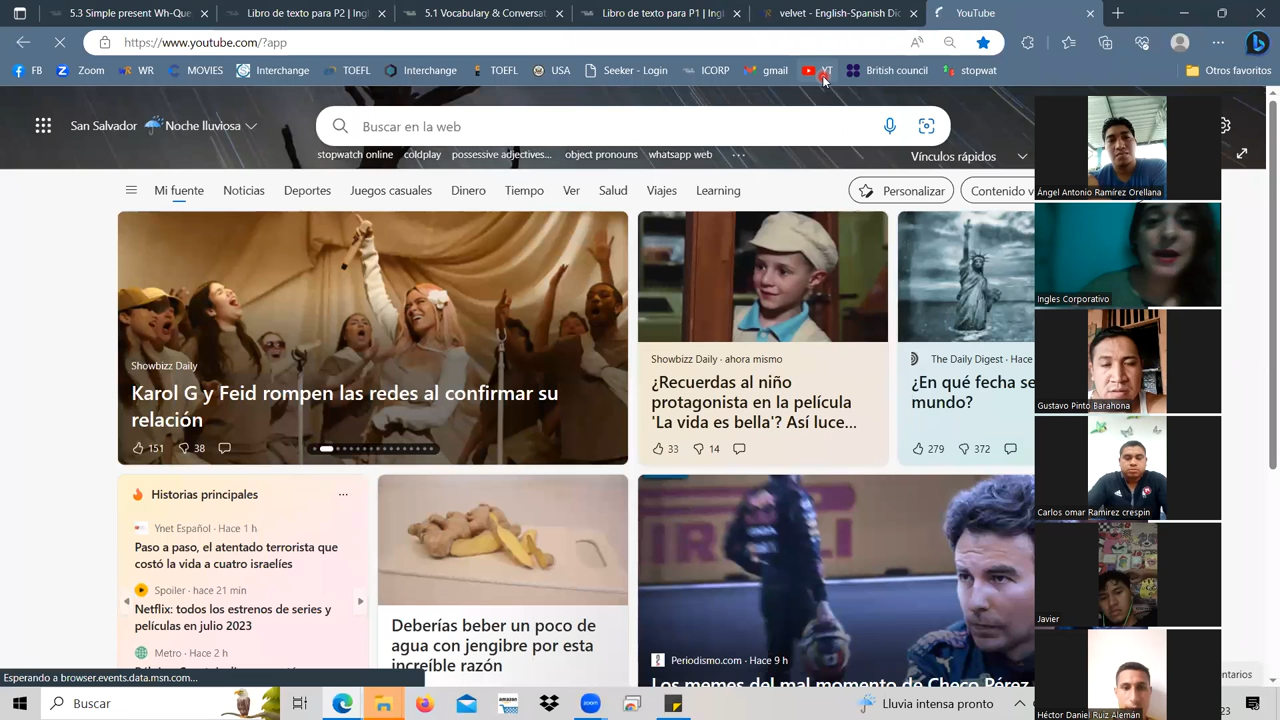 5.3 Simple present Wh-Que
Libro de texto para P2 | Ingl
5.1 Vocabulary & Conversat
Libro de texto para P1 | Ingl
velvet - English-Spanish Dic
YouTube
https://www.youtube.com/?app
FB
Zoom
WR
MOVIES
Interchange
TOEFL
Interchange
TOEFL
USA
Seeker - Login
ICORP
gmail
YT
British council
stopwat
Otros favoritos
San Salvador
Noche lluviosa
Buscar en la web
stopwatch online
coldplay
possessive adjectives...
object pronouns
whatsapp web
Vínculos rápidos
Mi fuente
Noticias
Deportes
Juegos casuales
Dinero
Tiempo
Ver
Salud
Viajes
Learning
Personalizar
Contenido v
Showbizz Daily
Karol G y Feid rompen las redes al confirmar su
relación
151
38
Showbizz Daily · ahora mismo
¿Recuerdas al niño
protagonista en la película
'La vida es bella'? Así luce...
33
14
The Daily Digest · Hace
¿En qué fecha se
mundo?
279
372
Historias principales
Ynet Español · Hace 1 h
Paso a paso, el atentado terrorista que
costó la vida a cuatro israelíes
Spoiler · hace 21 min
Netflix: todos los estrenos de series y
películas en julio 2023
Metro · Hace 2 h
Deberías beber un poco de
agua con jengibre por esta
increíble razón
Periodismo.com · Hace 9 h
Los memes del mal momento de Checo Pérez
Ángel Antonio Ramírez Orellana
Ingles Corporativo
Gustavo Pinto Barahona
Carlos omar Ramirez crespin
Javier
Héctor Daniel Ruiz Alemán
entarios
Esperando a browser.events.data.msn.com...
Buscar
amazon
zoom
Lluvia intensa pronto
23